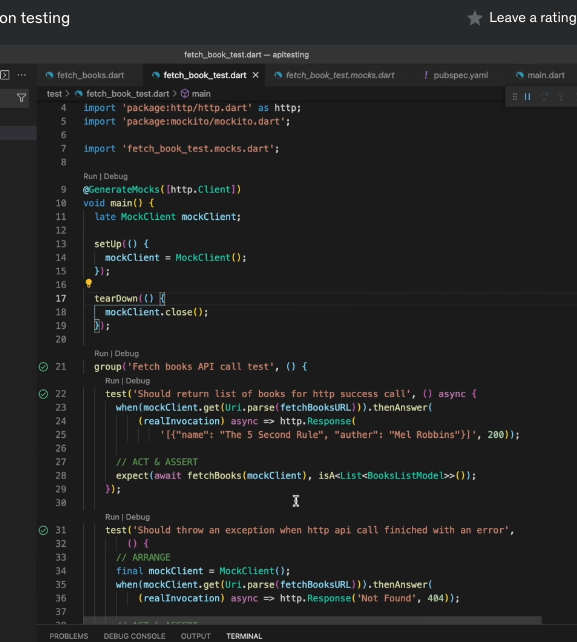 on testing
Leave a rating
fetch_book_test.dart — apitesting
fetch_books.dart
fetch_book_test.dart
fetch_book_test.mocks.dart
pubspec.yaml
main.dart
test > fetch_book_test.dart > main
4 import 'package:http/http.dart' as http;
5 import 'package:mockito/mockito.dart';
6
7 import 'fetch_book_test.mocks.dart';
8
Run | Debug
9 @GenerateMocks([http.Client])
10 void main() {
11 late MockClient mockClient;
12
13 setUp(() {
14 mockClient = MockClient();
15 });
16
17 tearDown(() {
18 mockClient.close();
19 });
20
Run | Debug
21 group('Fetch books API call test', () {
Run | Debug
22 test('Should return list of books for http success call', () async {
23 when(mockClient.get(Uri.parse(fetchBooksURL))).thenAnswer(
24 (realInvocation) async => http.Response(
25 '[{"name": "The 5 Second Rule", "auther": "Mel Robbins"}]', 200));
26
27 // ACT & ASSERT
28 expect(await fetchBooks(mockClient), isA<List<BooksListModel>>());
29 });
30
Run | Debug
31 test('Should throw an exception when http api call finiched with an error',
32 () {
33 // ARRANGE
34 final mockClient = MockClient();
35 when(mockClient.get(Uri.parse(fetchBooksURL))).thenAnswer(
36 (realInvocation) async => http.Response('Not Found', 404));
37
38 // ACT & ASSERT
PROBLEMS DEBUG CONSOLE OUTPUT TERMINAL